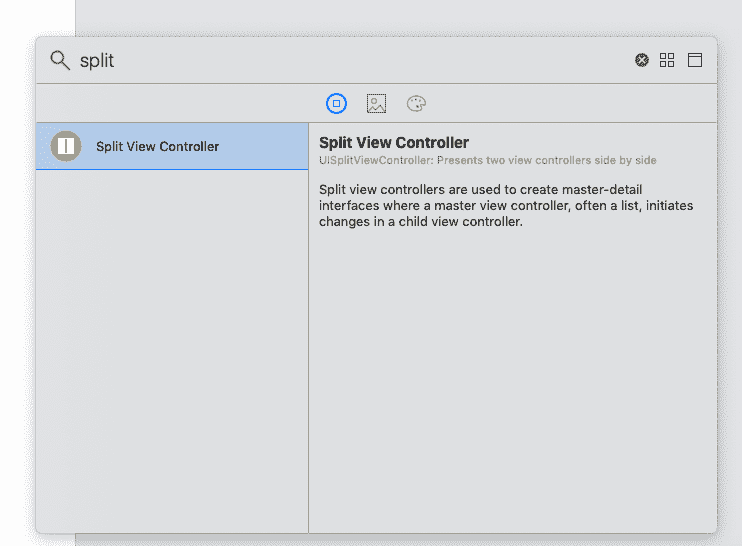 split
Split View Controller
Split View Controller
UISplitViewController: Presents two view controllers side by side
Split view controllers are used to create master-detail
interfaces where a master view controller, often a list, initiates
changes in a child view controller.